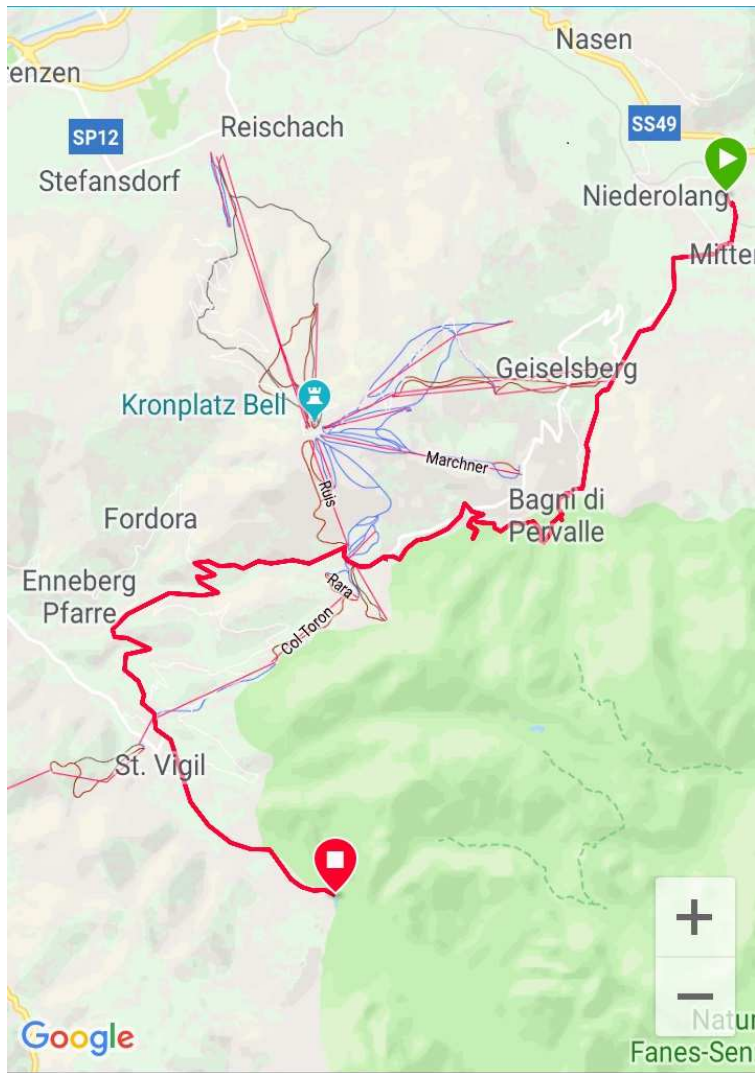 Nasen
renzen
SS49
SP12
Reischach
Stefansdorf
Niederolang
Mitter
Geiselsberg
Kronplatz Bell
Marchner
Ruis
Bagni di
Pervalle
Fordora
Enneberg
Pfarre
Rara
Col Toron
St. Vigil
+
−
Google
Natur
Fanes-Sen